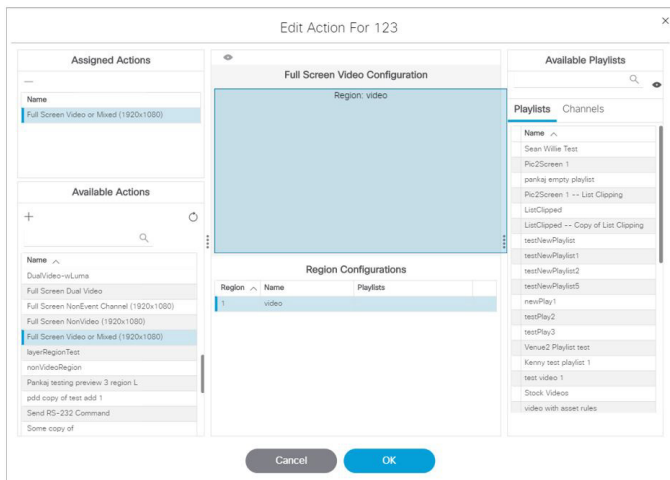 Edit Action For 123
Assigned Actions
Name
Full Screen Video or Mixed (1920x1080)
Available Actions
Name
DualVideo-wLuma
Full Screen Dual Video
Full Screen NonEvent Channel (1920x1080)
Full Screen NonVideo (1920x1080)
Full Screen Video or Mixed (1920x1080)
layerRegionTest
nonVideoRegion
Pankaj testing preview 3 region L
pdd copy of test add 1
Send RS-232 Command
Some copy of
Full Screen Video Configuration
Region: video
Region Configurations
Region Name Playlists
1 video
Available Playlists
Playlists Channels
Name
Sean Willie Test
Pic2Screen 1
pankaj empty playlist
Pic2Screen 1 -- List Clipping
ListClipped
ListClipped -- Copy of List Clipping
testNewPlaylist
testNewPlaylist1
testNewPlaylist2
testNewPlaylist5
newPlay1
testPlay2
testPlay3
Venue2 Playlist test
Kenny test playlist 1
test video 1
Stock Videos
video with asset rules
Cancel OK